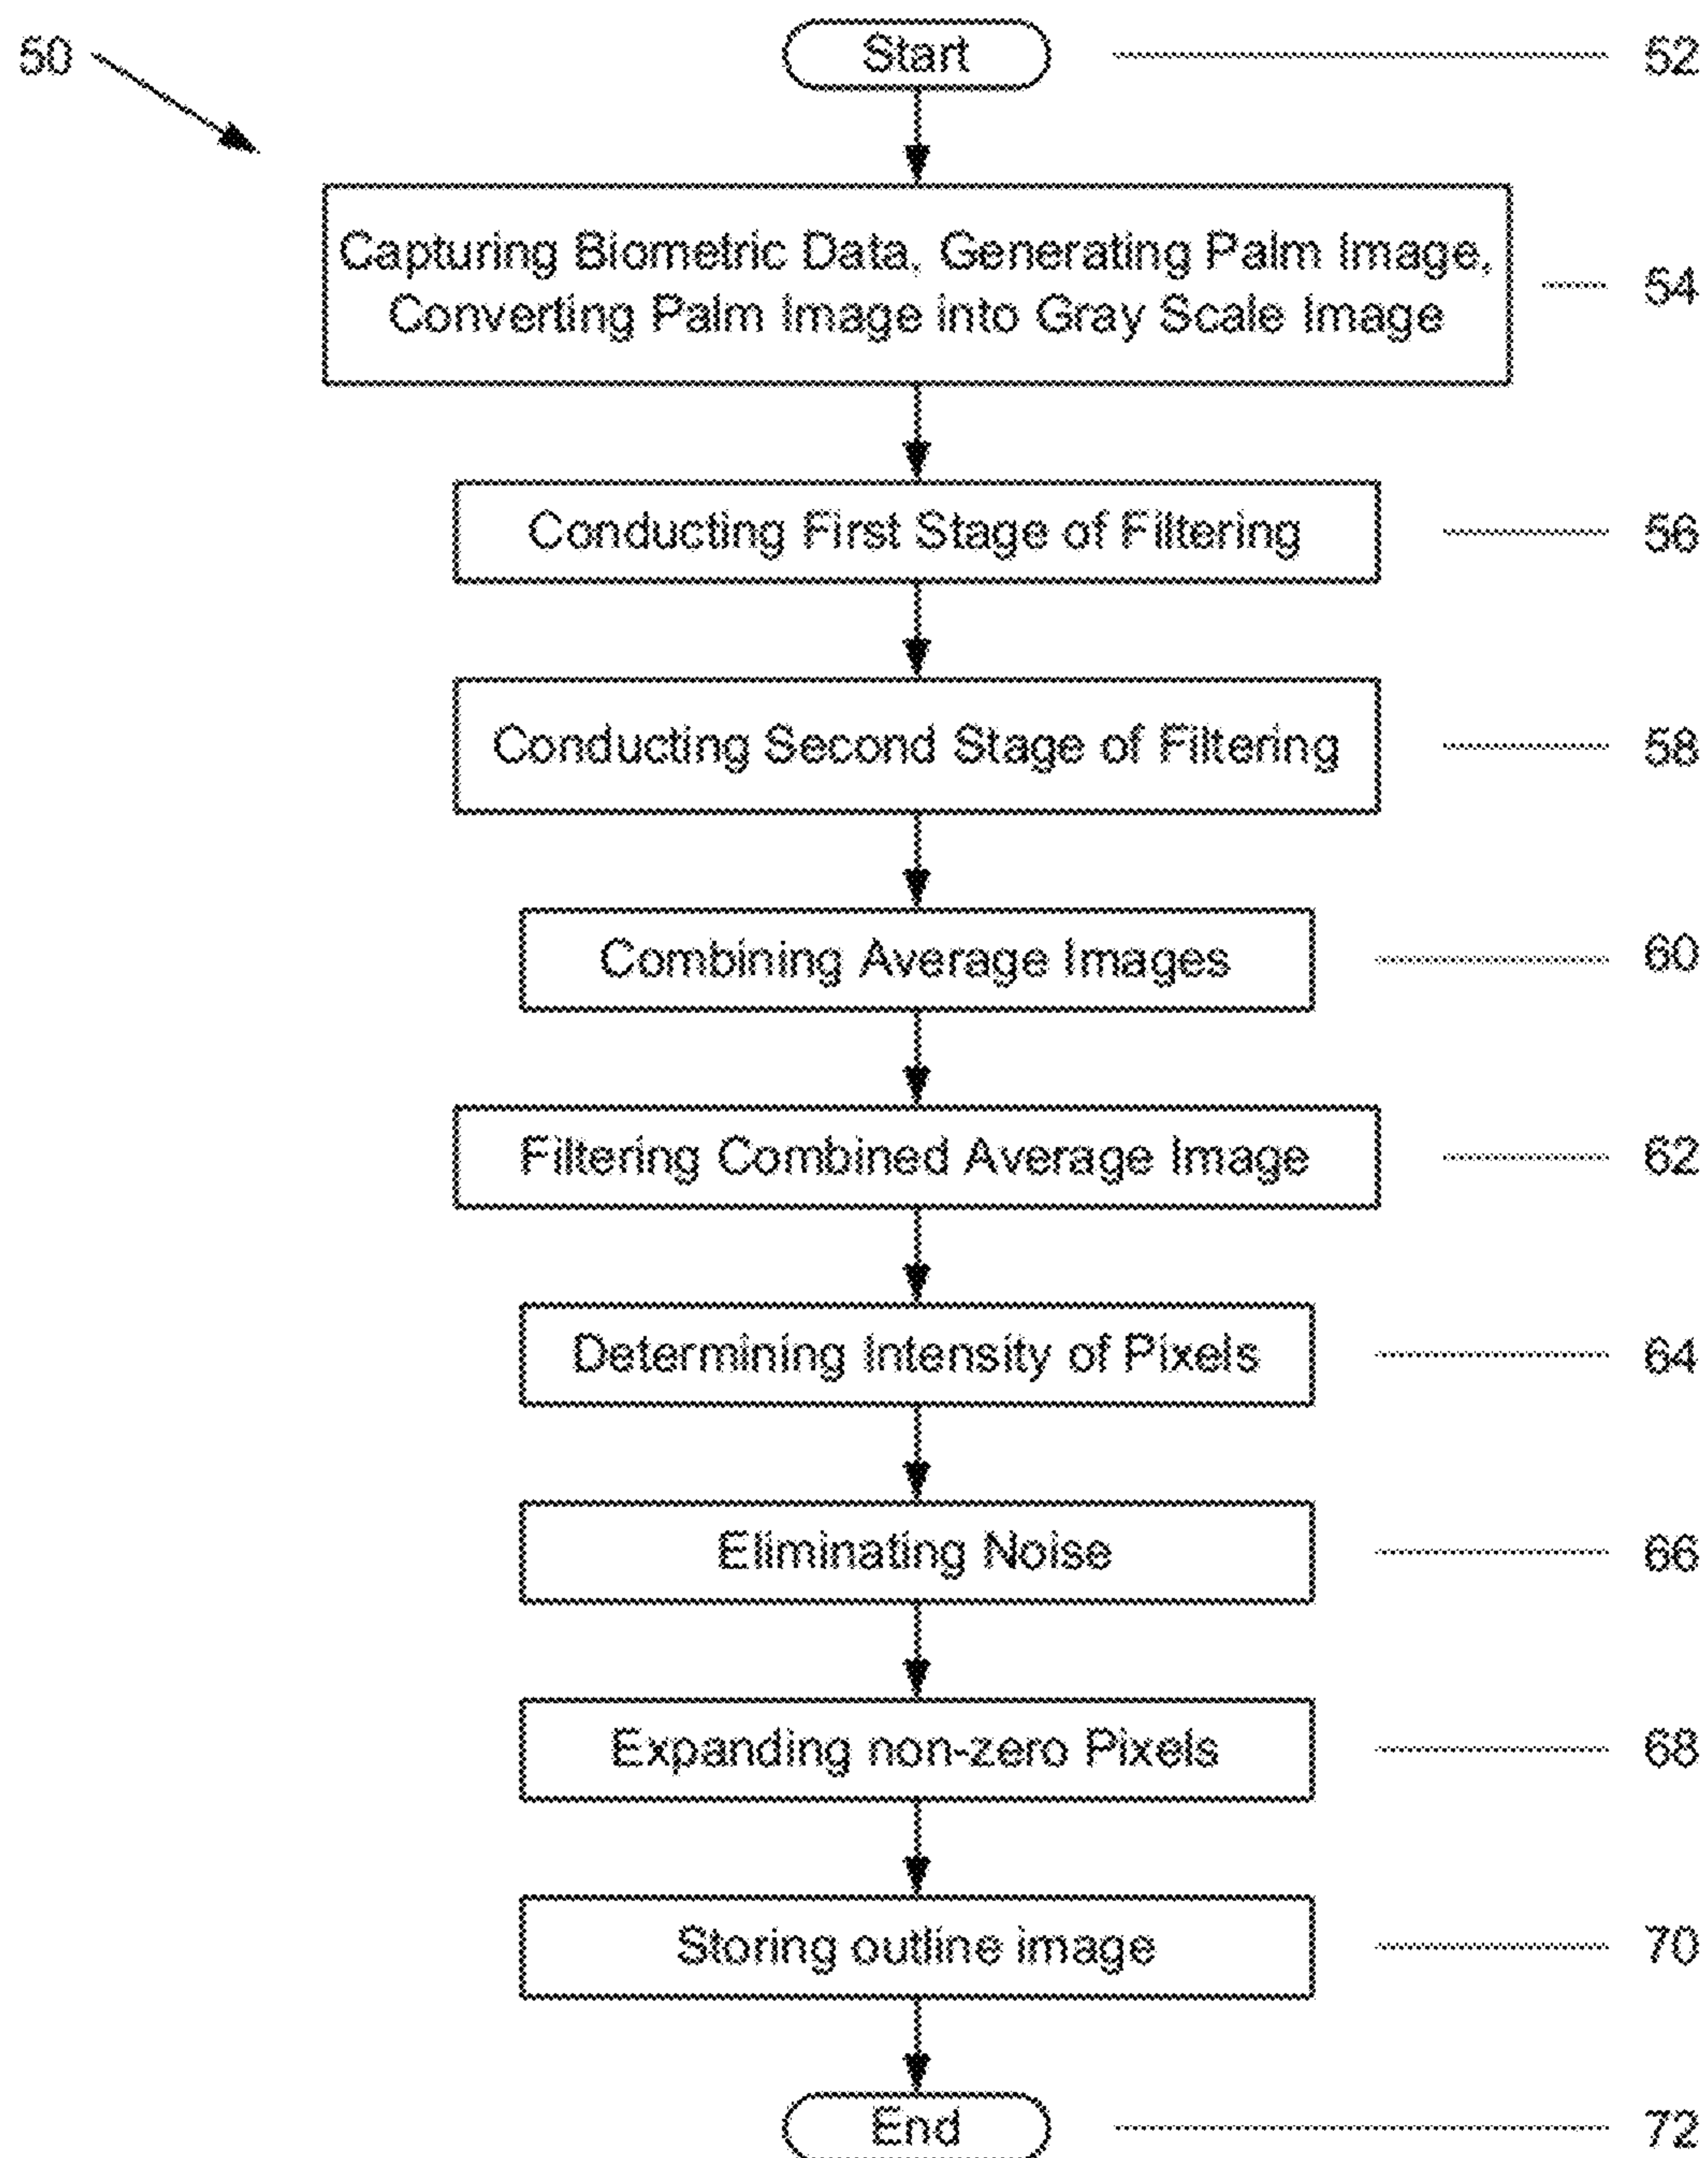 50
Start
52
Capturing Biometric Data, Generating Palm Image,
Converting Palm Image into Gray Scale Image
54
Conducting First Stage of Filtering
56
Conducting Second Stage of Filtering
58
Combining Average Images
60
Filtering Combined Average Image
62
Determining Intensity of Pixels
64
Eliminating Noise
66
Expanding non-zero Pixels
68
Storing outline image
70
End
72